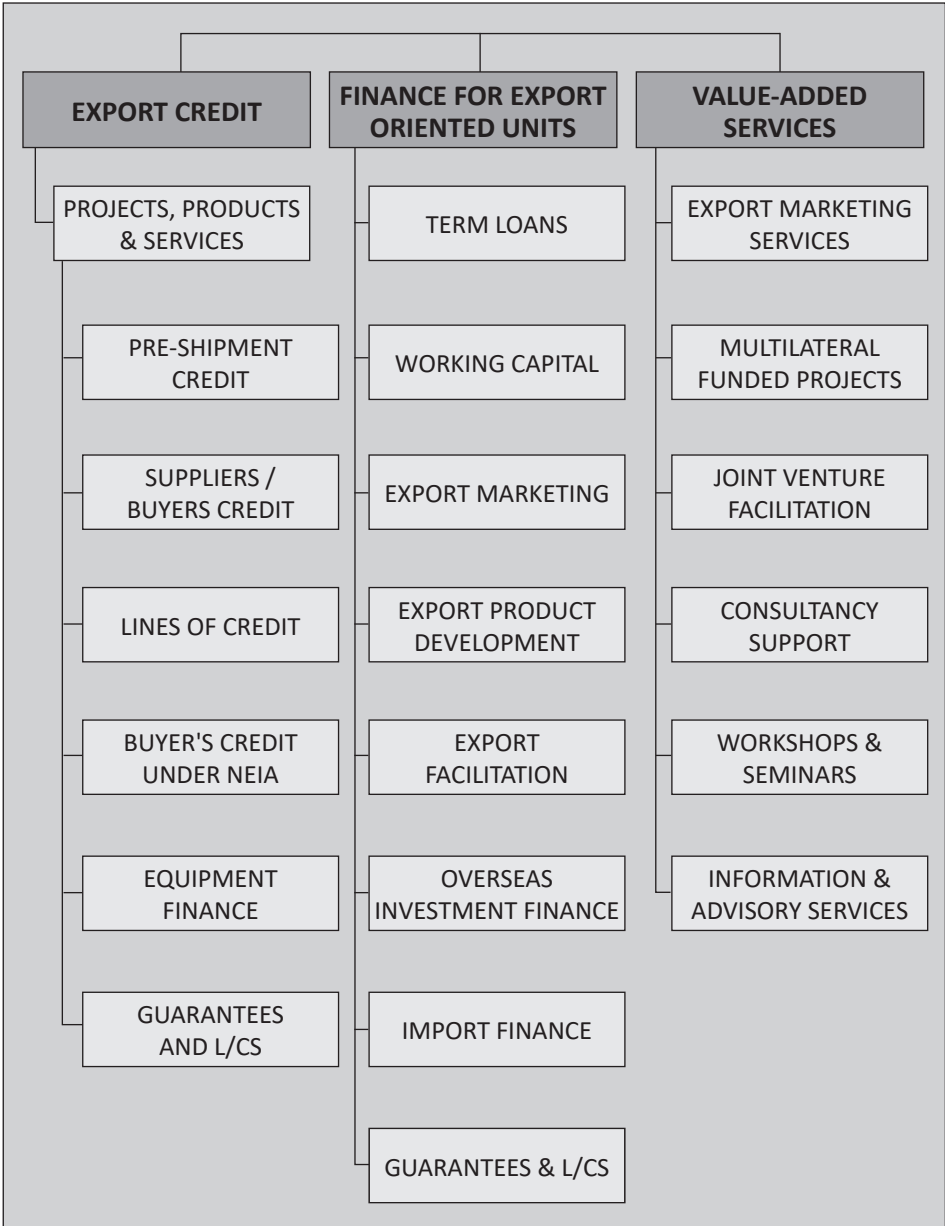 EXPORT CREDIT
PROJECTS, PRODUCTS
& SERVICES
PRE-SHIPMENT
CREDIT
SUPPLIERS /
BUYERS CREDIT
LINES OF CREDIT
BUYER'S CREDIT
UNDER NEIA
EQUIPMENT
FINANCE
GUARANTEES
AND L/CS
FINANCE FOR EXPORT
ORIENTED UNITS
TERM LOANS
WORKING CAPITAL
EXPORT MARKETING
EXPORT PRODUCT
DEVELOPMENT
EXPORT
FACILITATION
OVERSEAS
INVESTMENT FINANCE
IMPORT FINANCE
GUARANTEES & L/CS
VALUE-ADDED
SERVICES
EXPORT MARKETING
SERVICES
MULTILATERAL
FUNDED PROJECTS
JOINT VENTURE
FACILITATION
CONSULTANCY
SUPPORT
WORKSHOPS &
SEMINARS
INFORMATION &
ADVISORY SERVICES